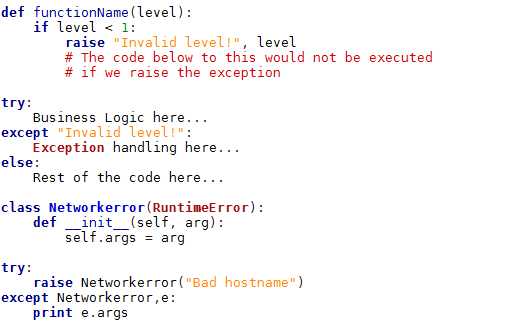 def functionName(level):
    if level < 1:
        raise "Invalid level!", level
        # The code below to this would not be executed
        # if we raise the exception

try:
    Business Logic here...
except "Invalid level!":
    Exception handling here...
else:
    Rest of the code here...

class Networkerror(RuntimeError):
    def __init__(self, arg):
        self.args = arg

try:
    raise Networkerror("Bad hostname")
except Networkerror,e:
    print e.args